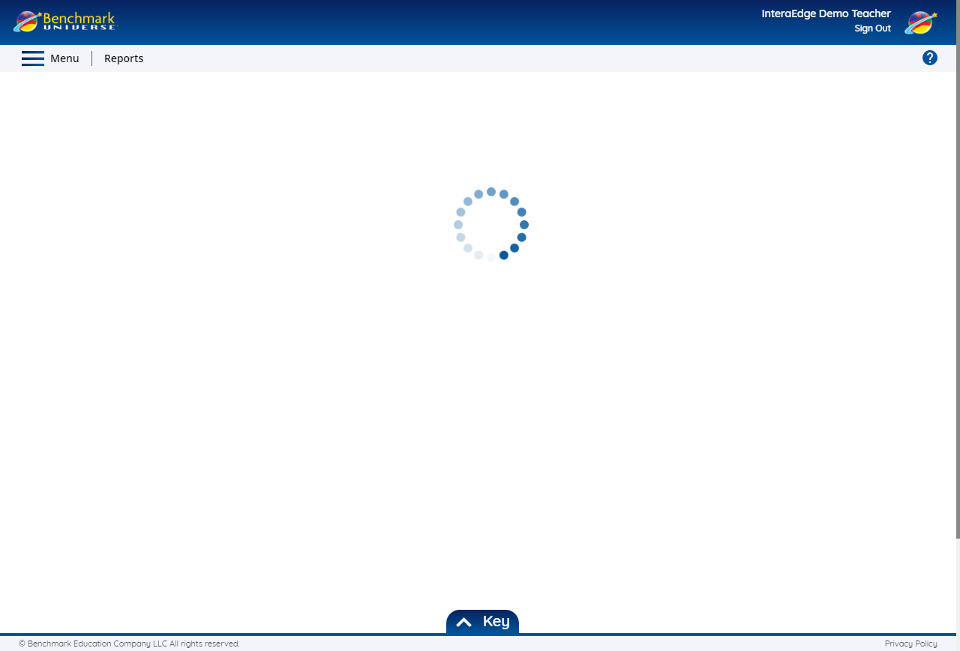 Benchmark
UNIVERSE
InteraEdge Demo Teacher
Sign Out
Menu
Reports
?
Key
© Benchmark Education Company LLC All rights reserved.
Privacy Policy